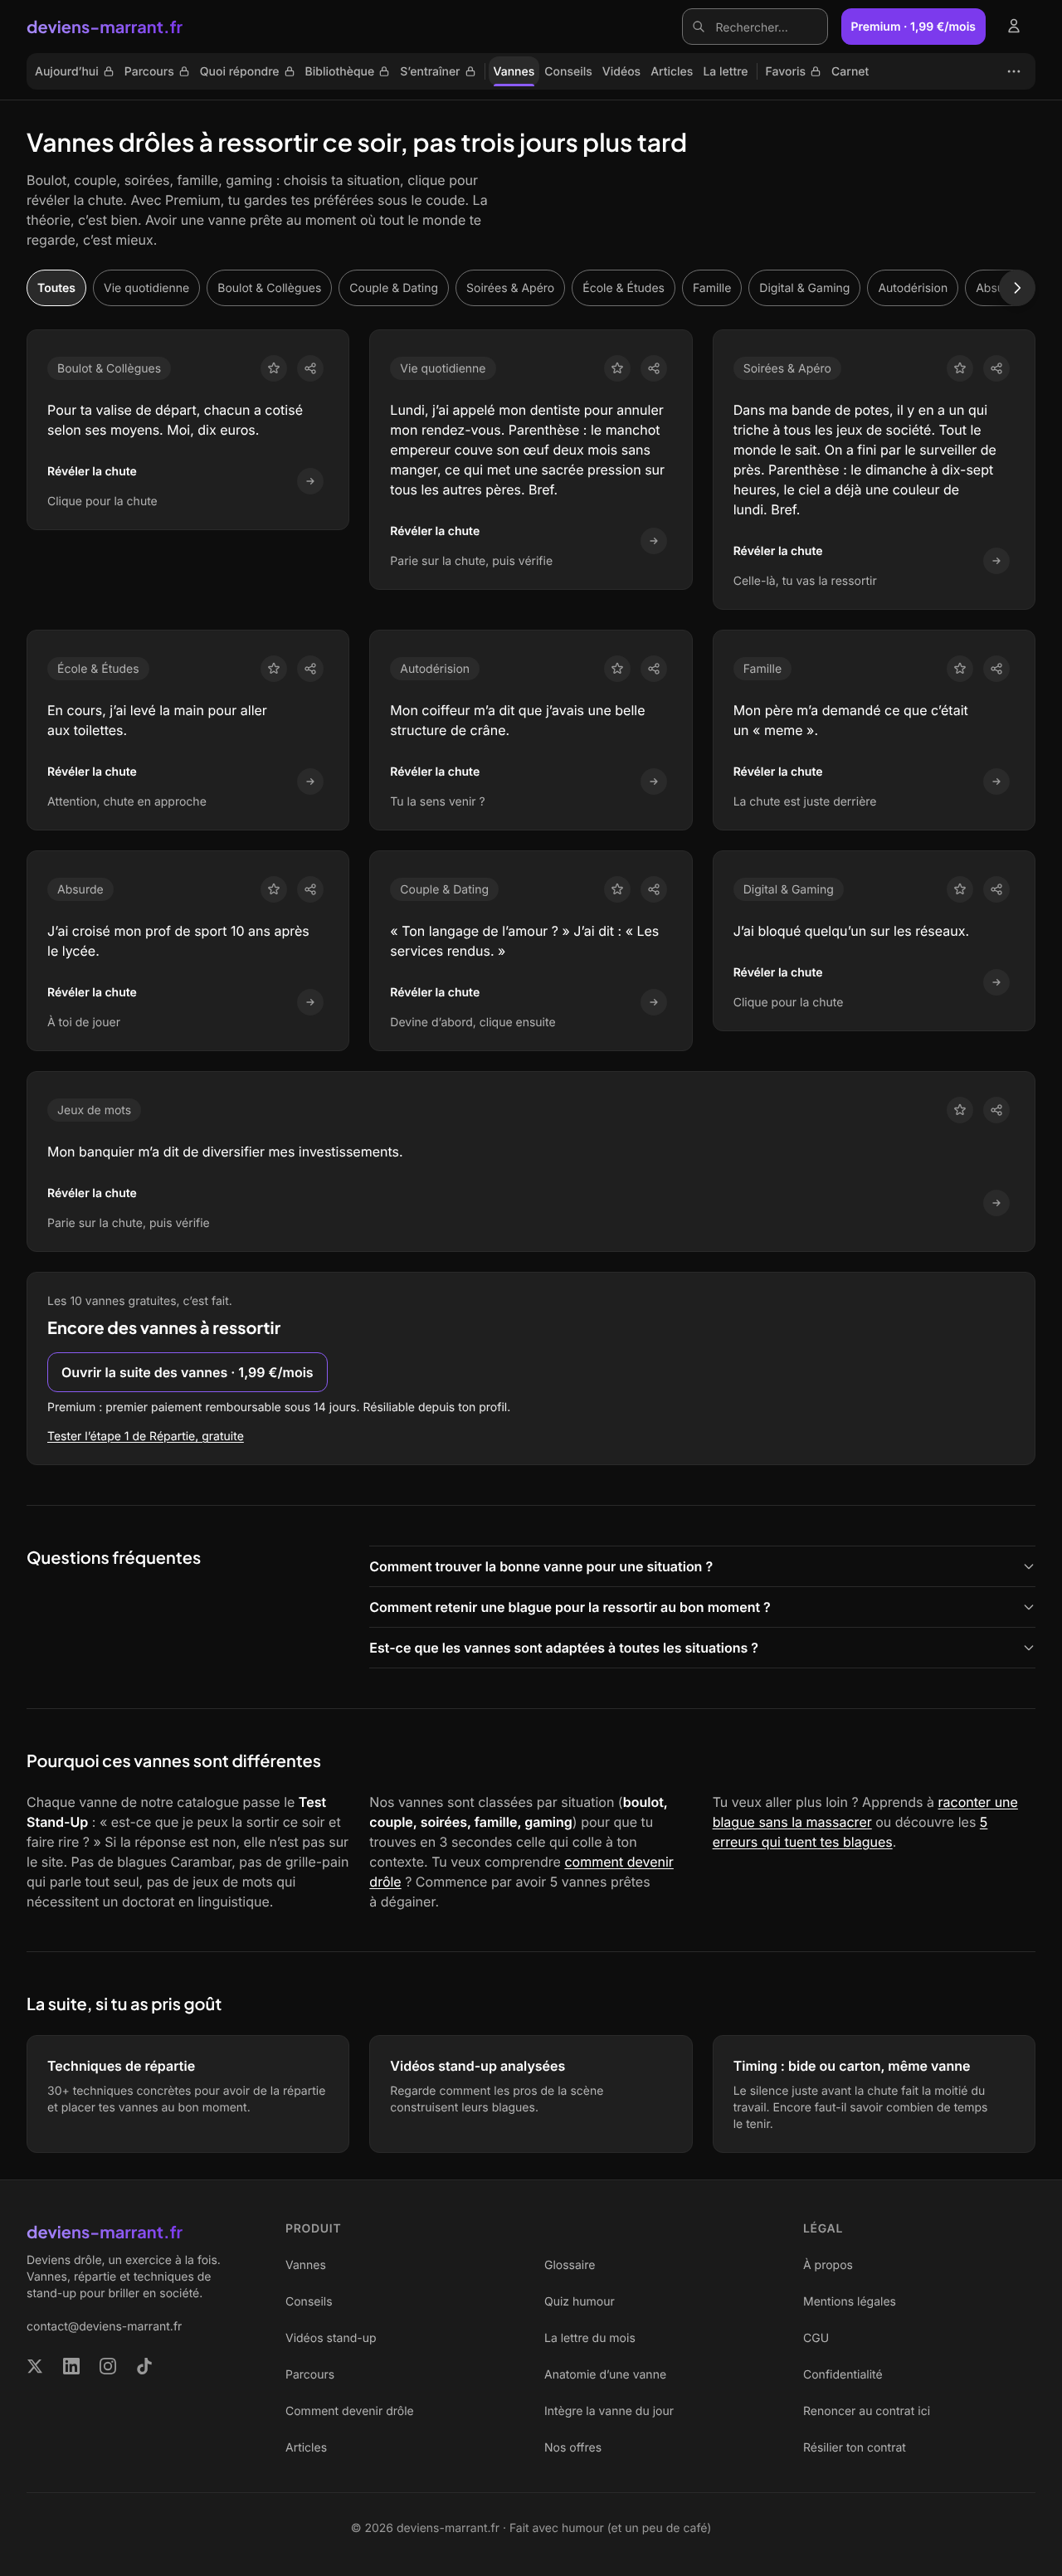 deviens-marrant.fr
Rechercher...
Premium · 1,99 €/mois
Aujourd’hui
Parcours
Quoi répondre
Bibliothèque
S’entraîner
Vannes
Conseils
Vidéos
Articles
La lettre
Favoris
Carnet
Vannes drôles à ressortir ce soir, pas trois jours plus tard
Boulot, couple, soirées, famille, gaming : choisis ta situation, clique pour
révéler la chute. Avec Premium, tu gardes tes préférées sous le coude. La
théorie, c’est bien. Avoir une vanne prête au moment où tout le monde te
regarde, c’est mieux.
Toutes
Vie quotidienne
Boulot & Collègues
Couple & Dating
Soirées & Apéro
École & Études
Famille
Digital & Gaming
Autodérision
Absu
Boulot & Collègues
Pour ta valise de départ, chacun a cotisé
selon ses moyens. Moi, dix euros.
Révéler la chute
Clique pour la chute
Vie quotidienne
Lundi, j’ai appelé mon dentiste pour annuler
mon rendez-vous. Parenthèse : le manchot
empereur couve son œuf deux mois sans
manger, ce qui met une sacrée pression sur
tous les autres pères. Bref.
Révéler la chute
Parie sur la chute, puis vérifie
Soirées & Apéro
Dans ma bande de potes, il y en a un qui
triche à tous les jeux de société. Tout le
monde le sait. On a fini par le surveiller de
près. Parenthèse : le dimanche à dix-sept
heures, le ciel a déjà une couleur de
lundi. Bref.
Révéler la chute
Celle-là, tu vas la ressortir
École & Études
En cours, j’ai levé la main pour aller
aux toilettes.
Révéler la chute
Attention, chute en approche
Autodérision
Mon coiffeur m’a dit que j’avais une belle
structure de crâne.
Révéler la chute
Tu la sens venir ?
Famille
Mon père m’a demandé ce que c’était
un « meme ».
Révéler la chute
La chute est juste derrière
Absurde
J’ai croisé mon prof de sport 10 ans après
le lycée.
Révéler la chute
À toi de jouer
Couple & Dating
« Ton langage de l’amour ? » J’ai dit : « Les
services rendus. »
Révéler la chute
Devine d’abord, clique ensuite
Digital & Gaming
J’ai bloqué quelqu’un sur les réseaux.
Révéler la chute
Clique pour la chute
Jeux de mots
Mon banquier m’a dit de diversifier mes investissements.
Révéler la chute
Parie sur la chute, puis vérifie
Les 10 vannes gratuites, c’est fait.
Encore des vannes à ressortir
Ouvrir la suite des vannes · 1,99 €/mois
Premium : premier paiement remboursable sous 14 jours. Résiliable depuis ton profil.
Tester l’étape 1 de Répartie, gratuite
Questions fréquentes
Comment trouver la bonne vanne pour une situation ?
Comment retenir une blague pour la ressortir au bon moment ?
Est-ce que les vannes sont adaptées à toutes les situations ?
Pourquoi ces vannes sont différentes
Chaque vanne de notre catalogue passe le Test
Stand-Up : « est-ce que je peux la sortir ce soir et
faire rire ? » Si la réponse est non, elle n’est pas sur
le site. Pas de blagues Carambar, pas de grille-pain
qui parle tout seul, pas de jeux de mots qui
nécessitent un doctorat en linguistique.
Nos vannes sont classées par situation (boulot,
couple, soirées, famille, gaming) pour que tu
trouves en 3 secondes celle qui colle à ton
contexte. Tu veux comprendre comment devenir
drôle ? Commence par avoir 5 vannes prêtes
à dégainer.
Tu veux aller plus loin ? Apprends à raconter une
blague sans la massacrer ou découvre les 5
erreurs qui tuent tes blagues.
La suite, si tu as pris goût
Techniques de répartie
30+ techniques concrètes pour avoir de la répartie
et placer tes vannes au bon moment.
Vidéos stand-up analysées
Regarde comment les pros de la scène
construisent leurs blagues.
Timing : bide ou carton, même vanne
Le silence juste avant la chute fait la moitié du
travail. Encore faut-il savoir combien de temps
le tenir.
deviens-marrant.fr
Deviens drôle, un exercice à la fois.
Vannes, répartie et techniques de
stand-up pour briller en société.
contact@deviens-marrant.fr
PRODUIT
Vannes
Conseils
Vidéos stand-up
Parcours
Comment devenir drôle
Articles
Glossaire
Quiz humour
La lettre du mois
Anatomie d’une vanne
Intègre la vanne du jour
Nos offres
LÉGAL
À propos
Mentions légales
CGU
Confidentialité
Renoncer au contrat ici
Résilier ton contrat
© 2026 deviens-marrant.fr · Fait avec humour (et un peu de café)